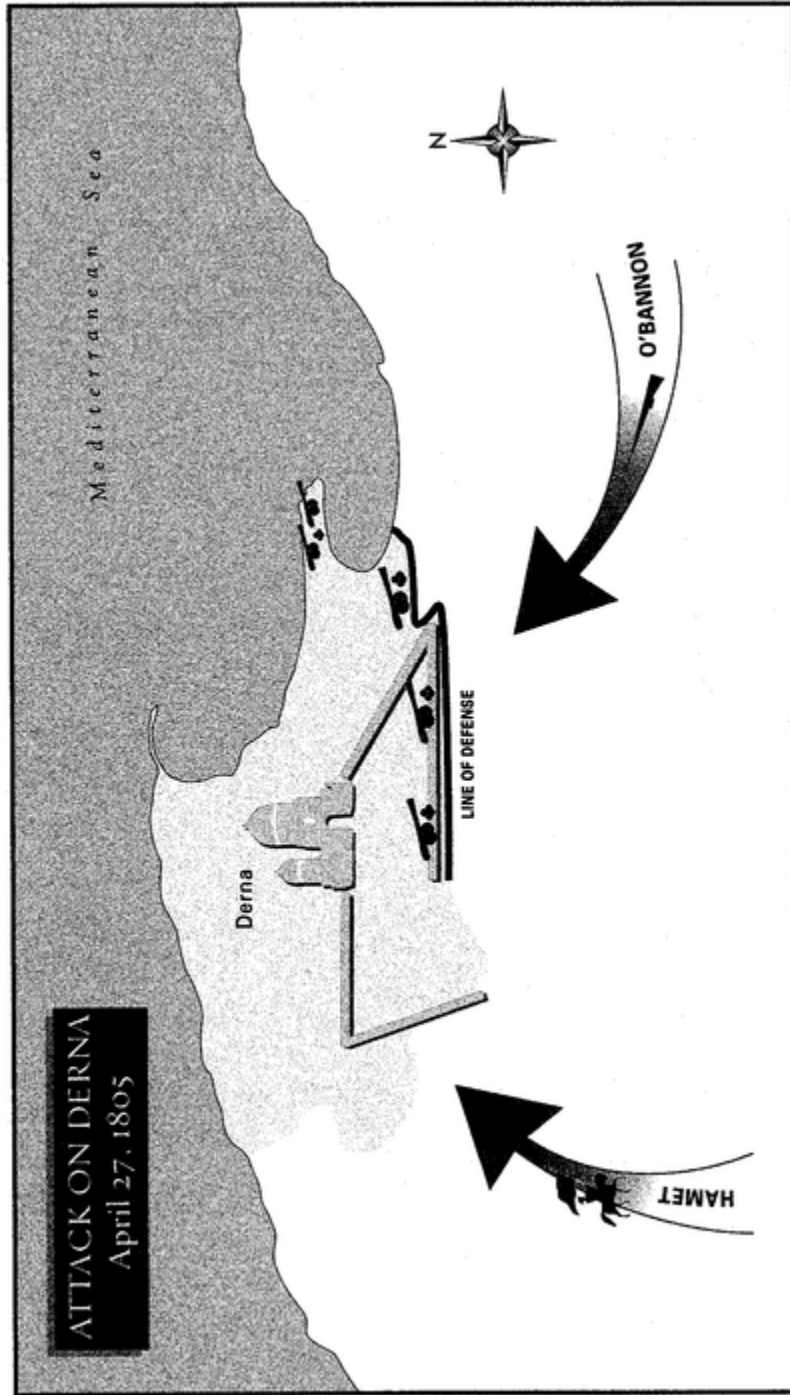 ATTACK ON DERNA
April 27, 1805
Mediterranean Sea
N
Derna
LINE OF DEFENSE
O'BANNON
HAMET